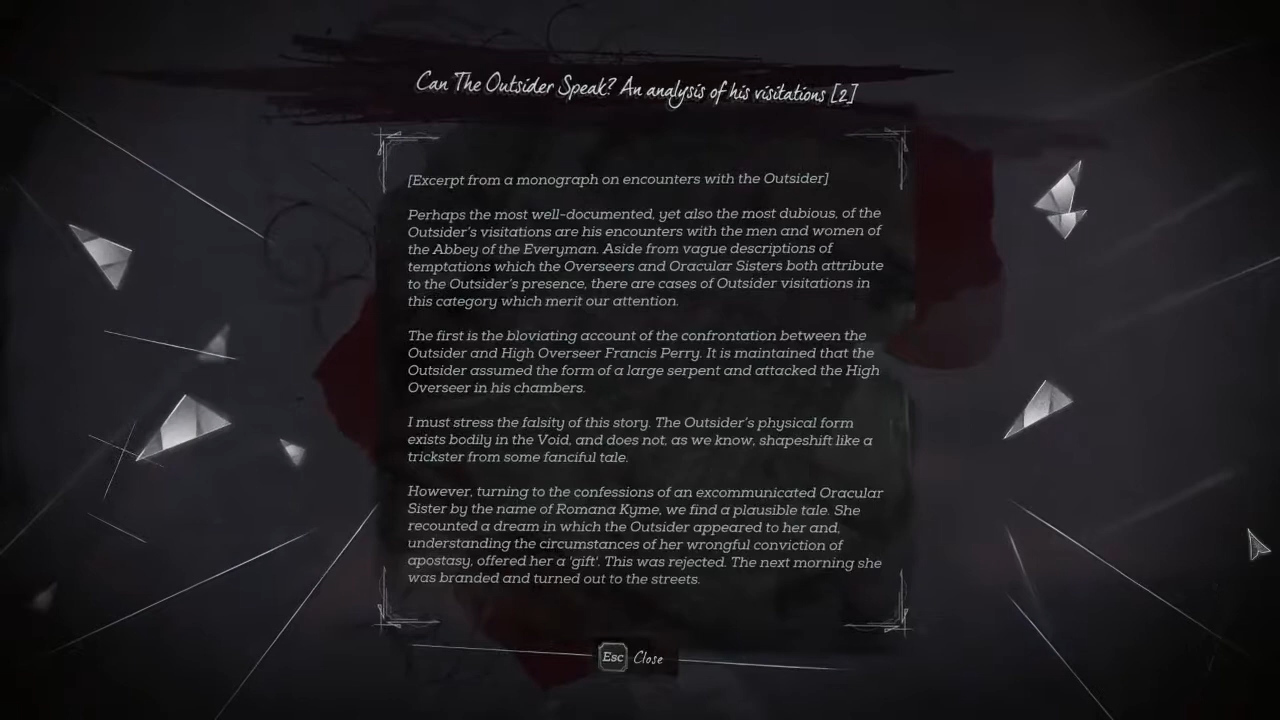 Can The Outsider Speak? An analysis of his visitations [2]
[Excerpt from a monograph on encounters with the Outsider]
Perhaps the most well-documented, yet also the most dubious, of the
Outsider's visitations are his encounters with the men and women of
the Abbey of the Everyman. Aside from vague descriptions of
temptations which the Overseers and Oracular Sisters both attribute
to the Outsider's presence, there are cases of Outsider visitations in
this category which merit our attention.
The first is the bloviating account of the confrontation between the
Outsider and High Overseer Francis Perry. It is maintained that the
Outsider assumed the form of a large serpent and attacked the High
Overseer in his chambers.
I must stress the falsity of this story. The Outsider's physical form
exists bodily in the Void, and does not, as we know, shapeshift like a
trickster from some fanciful tale.
However, turning to the confessions of an excommunicated Oracular
Sister by the name of Romana Kyme, we find a plausible tale. She
recounted a dream in which the Outsider appeared to her and,
understanding the circumstances of her wrongful conviction of
apostasy, offered her a 'gift'. This was rejected. The next morning she
was branded and turned out to the streets.
Esc Close